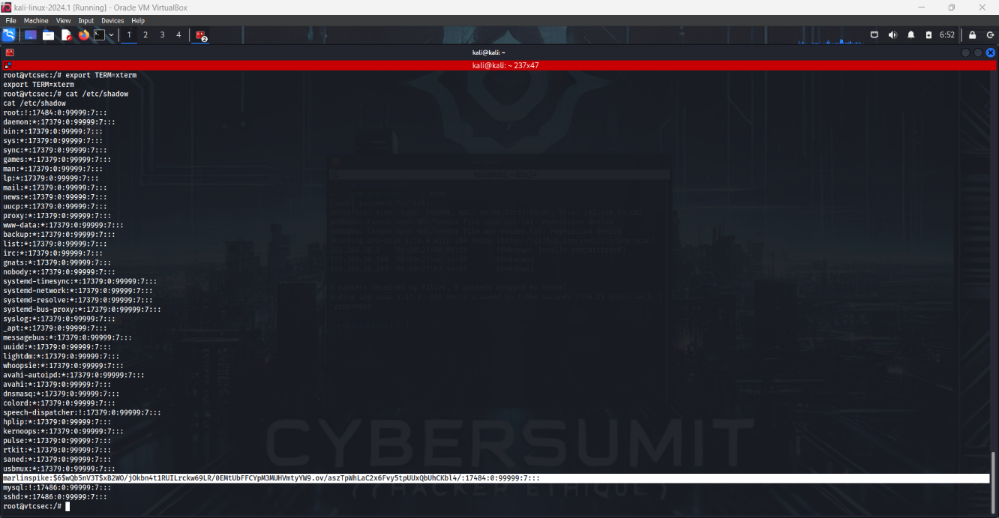 kali-linux-2024.1 [Running] - Oracle VM VirtualBox
File Machine View Input Devices Help
1 2 3 4 2 6:52
kali@kali: ~
kali@kali: ~ 237x47
root@vtcsec:/# export TERM=xterm
export TERM=xterm
root@vtcsec:/# cat /etc/shadow
cat /etc/shadow
root:!:17484:0:99999:7:::
daemon:*:17379:0:99999:7:::
bin:*:17379:0:99999:7:::
sys:*:17379:0:99999:7:::
sync:*:17379:0:99999:7:::
games:*:17379:0:99999:7:::
man:*:17379:0:99999:7:::
lp:*:17379:0:99999:7:::
mail:*:17379:0:99999:7:::
news:*:17379:0:99999:7:::
uucp:*:17379:0:99999:7:::
proxy:*:17379:0:99999:7:::
www-data:*:17379:0:99999:7:::
backup:*:17379:0:99999:7:::
list:*:17379:0:99999:7:::
irc:*:17379:0:99999:7:::
gnats:*:17379:0:99999:7:::
nobody:*:17379:0:99999:7:::
systemd-timesync:*:17379:0:99999:7:::
systemd-network:*:17379:0:99999:7:::
systemd-resolve:*:17379:0:99999:7:::
systemd-bus-proxy:*:17379:0:99999:7:::
syslog:*:17379:0:99999:7:::
_apt:*:17379:0:99999:7:::
messagebus:*:17379:0:99999:7:::
uuidd:*:17379:0:99999:7:::
lightdm:*:17379:0:99999:7:::
whoopsie:*:17379:0:99999:7:::
avahi-autoipd:*:17379:0:99999:7:::
avahi:*:17379:0:99999:7:::
dnsmasq:*:17379:0:99999:7:::
colord:*:17379:0:99999:7:::
speech-dispatcher:!:17379:0:99999:7:::
hplip:*:17379:0:99999:7:::
kernoops:*:17379:0:99999:7:::
pulse:*:17379:0:99999:7:::
rtkit:*:17379:0:99999:7:::
saned:*:17379:0:99999:7:::
usbmux:*:17379:0:99999:7:::
marlinspike:$6$wQb5nV3T$xB2WO/jOkbn4t1RUILrckw69LR/0EMtUbFFCYpM3MUHVmtyYW9.ov/aszTpWhLaC2x6Fvy5tpUUxQbUhCKbl4/:17484:0:99999:7:::
mysql:!:17486:0:99999:7:::
sshd:*:17486:0:99999:7:::
root@vtcsec:/#
CYBERSUMIT
((HACKER ETHIQUE))